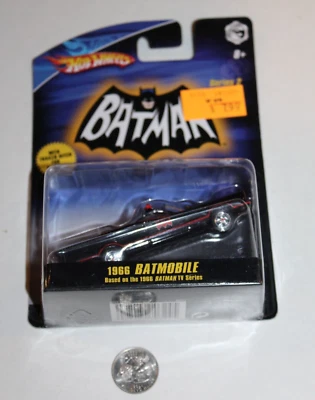 HOT WHEELS
8+
Series 2
BATMAN
1966 BATMOBILE
Based on the 1966 BATMAN TV Series